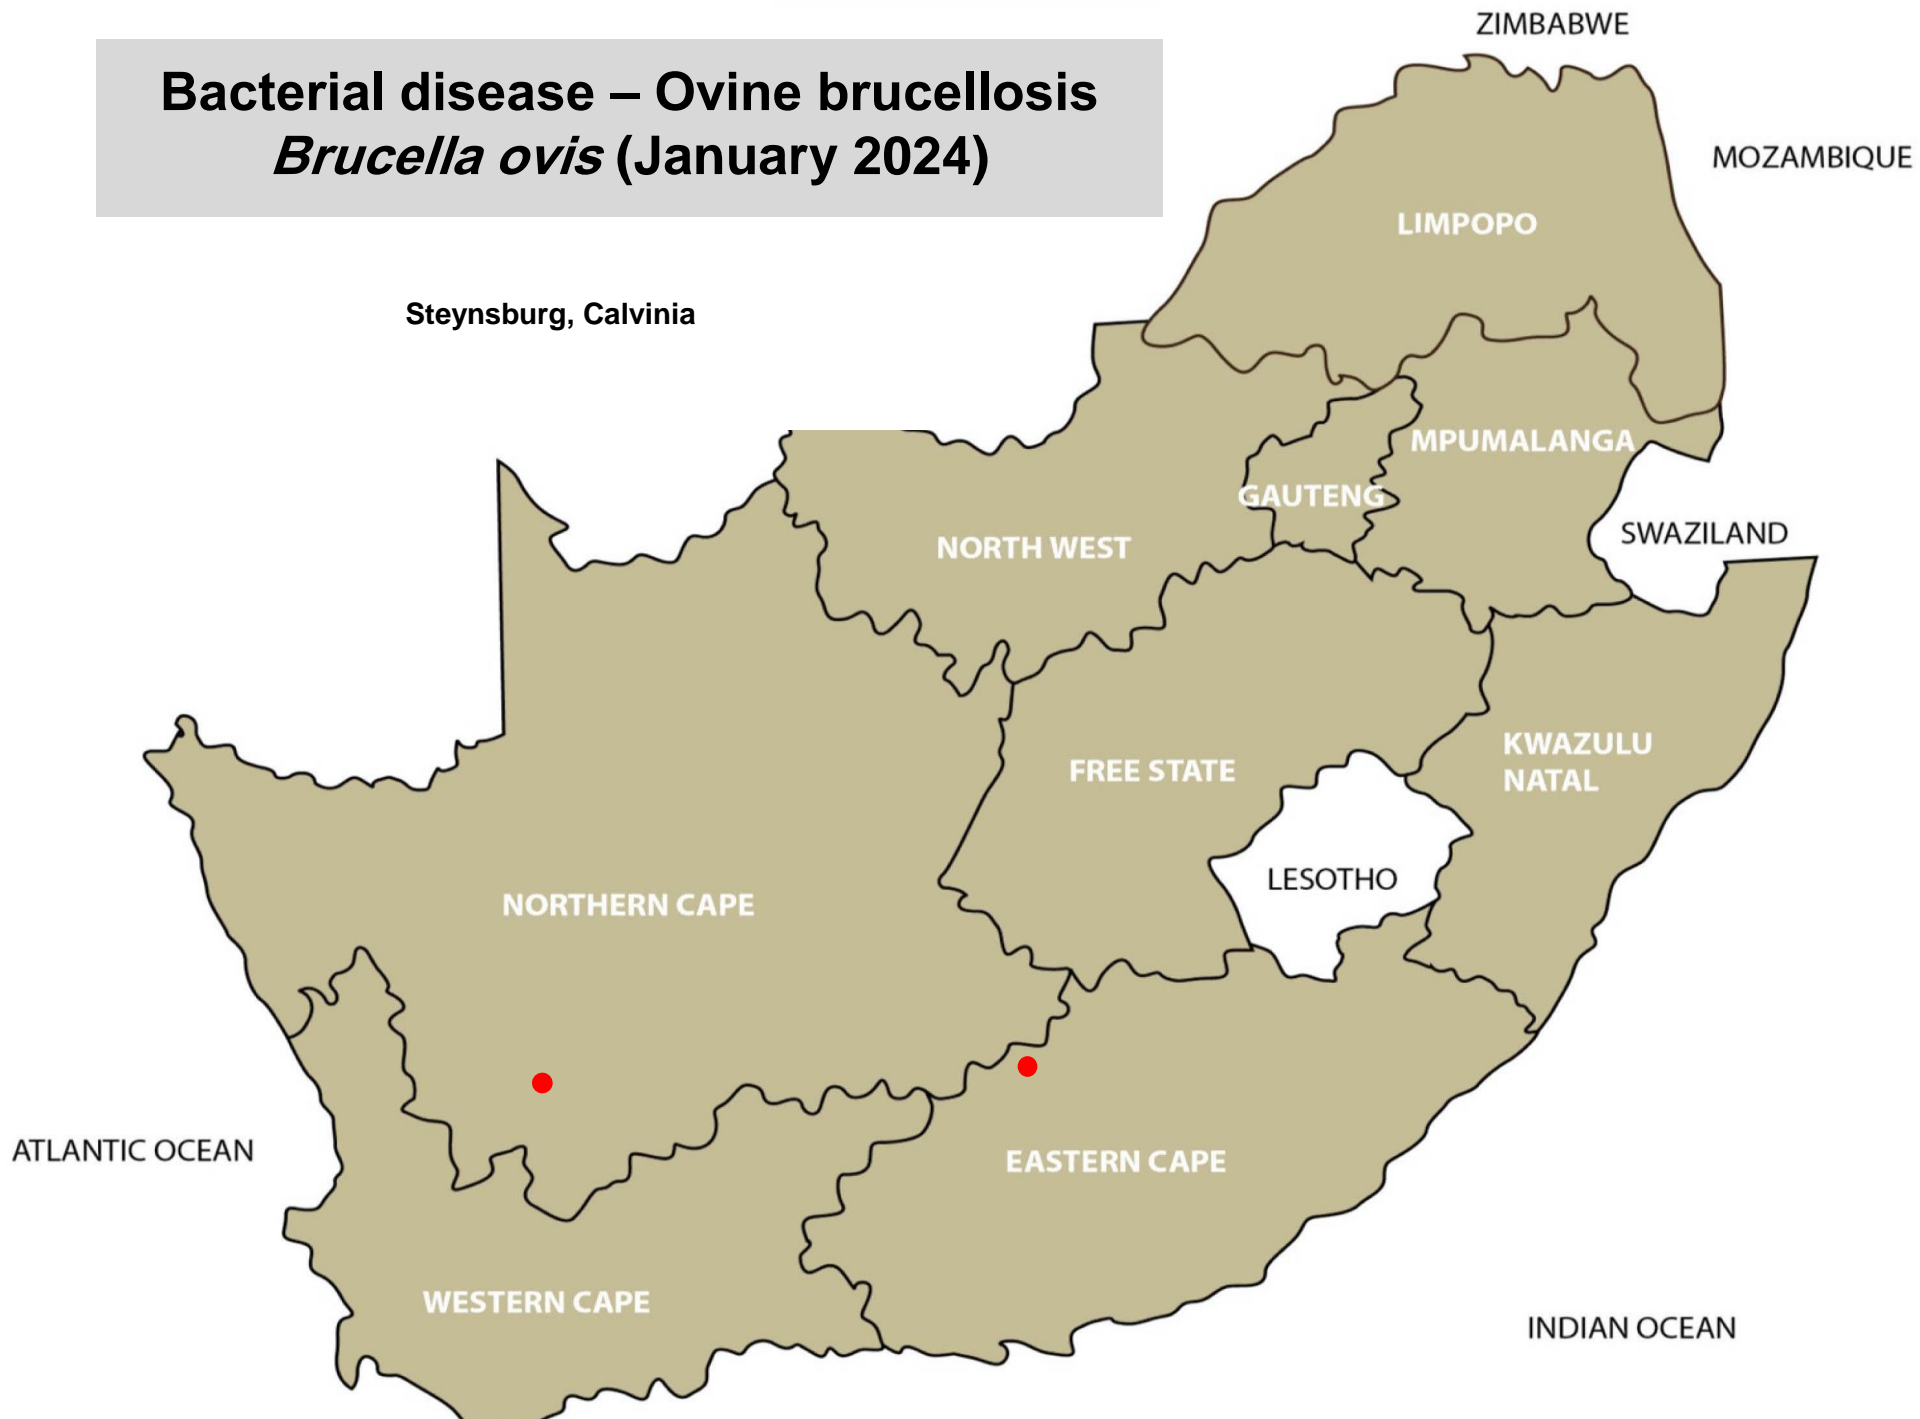 ZIMBABWE
Bacterial disease – Ovine brucellosis
Brucella ovis (January 2024)
MOZAMBIQUE
LIMPOPO
Steynsburg, Calvinia
MPUMALANGA
GAUTENG
SWAZILAND
NORTH WEST
KWAZULU
NATAL
FREE STATE
LESOTHO
NORTHERN CAPE
ATLANTIC OCEAN
EASTERN CAPE
WESTERN CAPE
INDIAN OCEAN